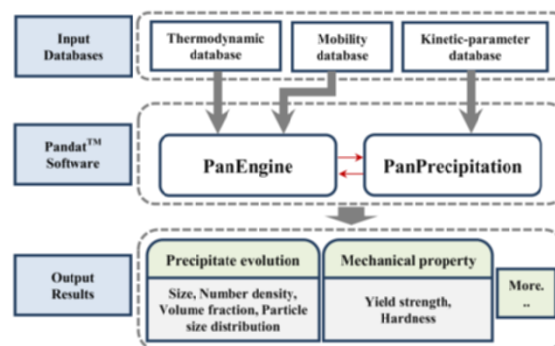 Input
Databases
Thermodynamic
database
Mobility
database
Kinetic-parameter
database
Pandat™
Software
PanEngine
PanPrecipitation
Output
Results
Precipitate evolution
Size, Number density,
Volume fraction, Particle
size distribution
Mechanical property
Yield strength,
Hardness
More.
..